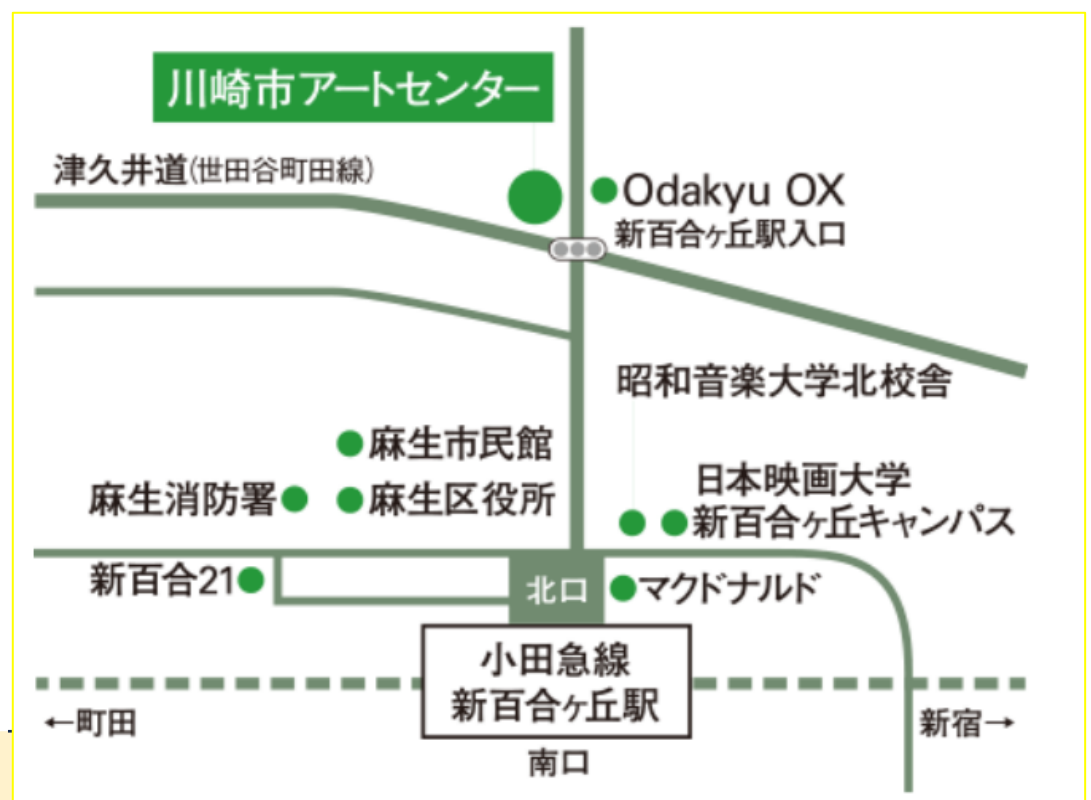 川崎市アートセンター
津久井道(世田谷町田線)
Odakyu OX
新百合ヶ丘駅入口
昭和音楽大学北校舎
麻生市民館
日本映画大学
麻生消防署
麻生区役所
新百合ヶ丘キャンパス
新百合21
北口
マクドナルド
小田急線
新百合ヶ丘駅
←町田
新宿→
南口